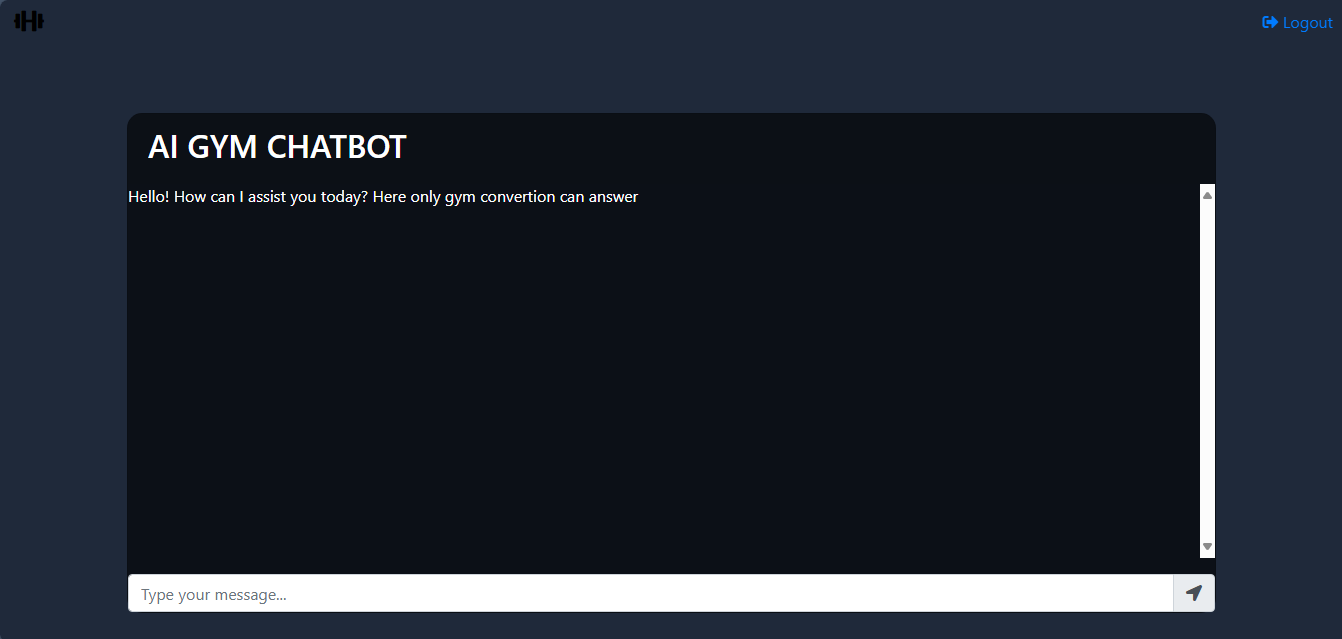 Logout
AI GYM CHATBOT
Hello! How can I assist you today? Here only gym convertion can answer
Type your message...